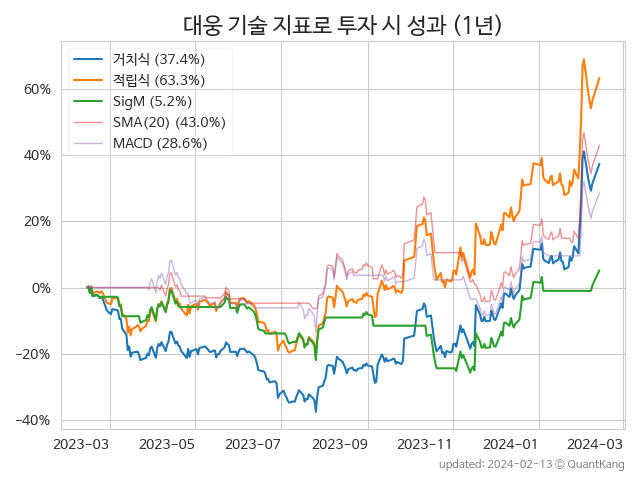 대웅 기술 지표로 투자 시 성과 (1년)
거치식 (37.4%)
적립식 (63.3%)
SigM (5.2%)
SMA(20) (43.0%)
MACD (28.6%)
60%
40%
20%
0%
−20%
−40%
2023-03 2023-05 2023-07 2023-09 2023-11 2024-01 2024-03
updated: 2024-02-13 © QuantKang